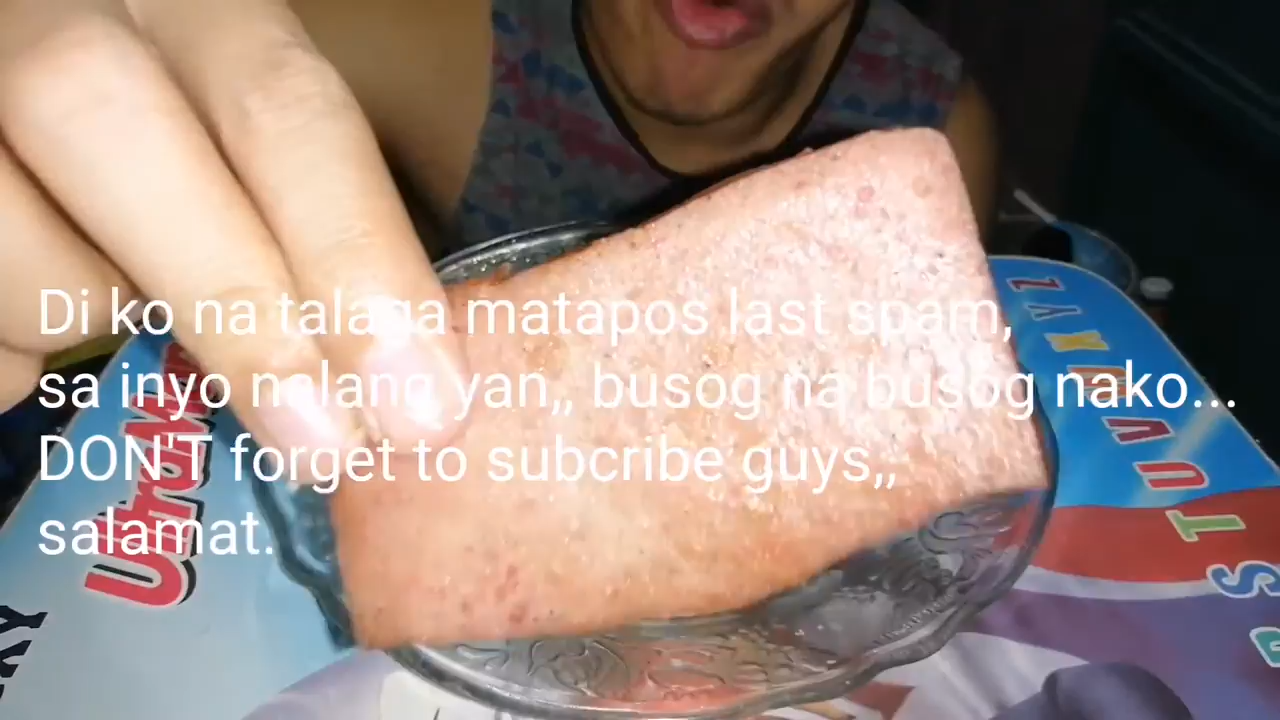 Di ko na talaga matapos last spam,
sa inyo nalang yan,, busog na busog nako...
DON'T forget to subcribe guys,,
salamat.